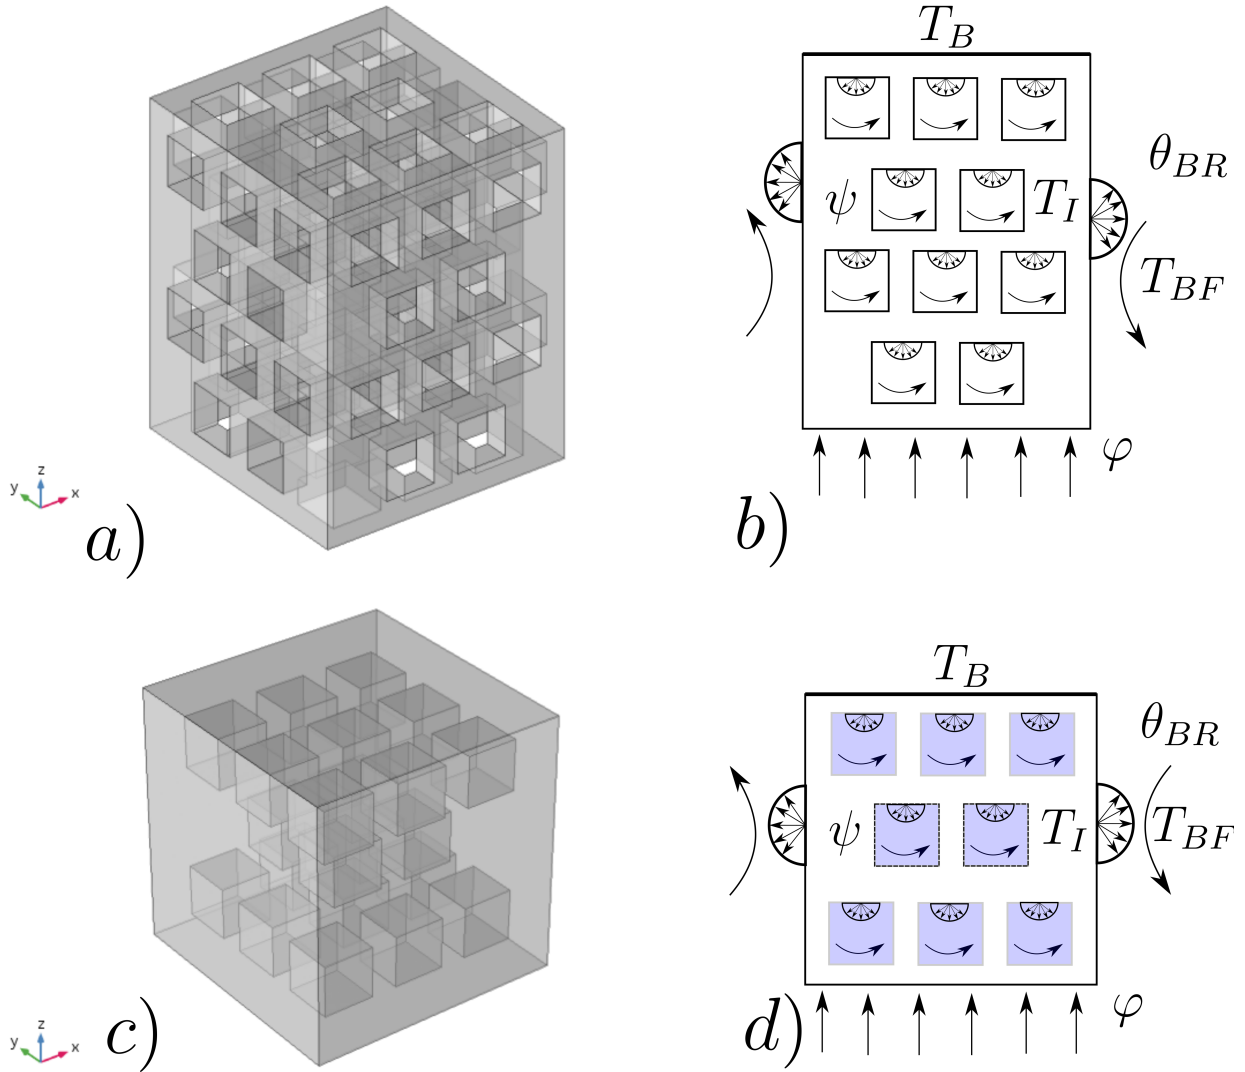 T_B
θ_BR
ψ
T_I
T_BF
z
y
x
φ
a)
b)
T_B
θ_BR
ψ
T_I
T_BF
z
y
x
φ
c)
d)